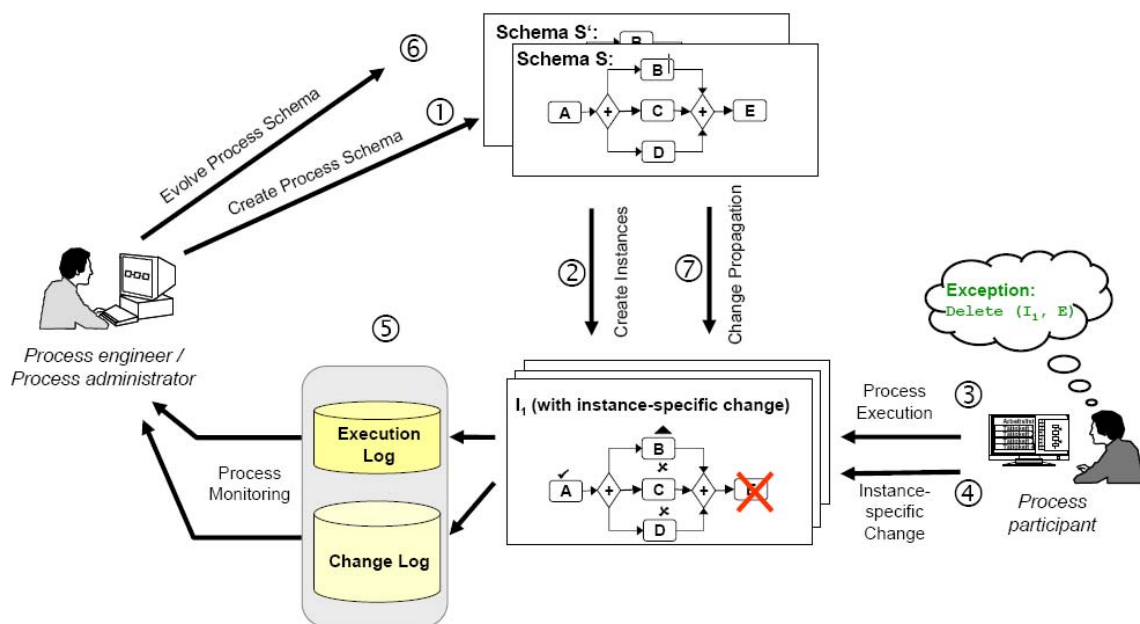 ⑥
Schema S‘:
B
B
Schema S:
B
A
+
C
+
E
D
①
Evolve Process Schema
Create Process Schema
②
Create Instances
⑦
Change Propagation
Exception:
Delete (I1, E)
Process engineer /
Process administrator
⑤
Execution
Log
Change Log
Process
Monitoring
I1 (with instance-specific change)
B
A
+
C
+
E
D
Process
Execution
③
Instance-
specific
Change
④
Process
participant